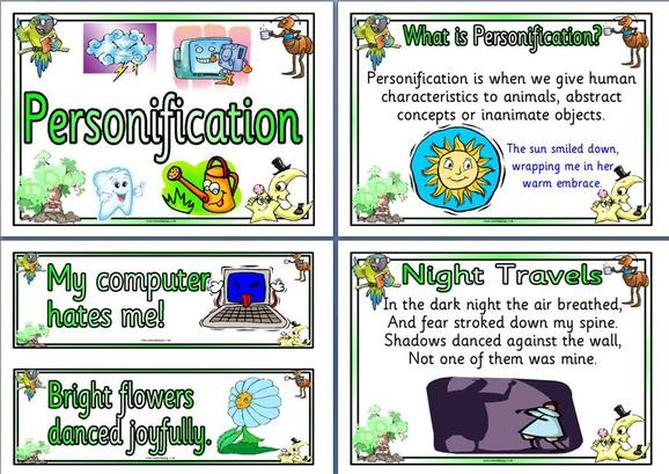 Personification
What is Personification?
Personification is when we give human
characteristics to animals, abstract
concepts or inanimate objects.
The sun smiled down,
wrapping me in her
warm embrace.
My computer
hates me!
Bright flowers
danced joyfully.
Night Travels
In the dark night the air breathed,
And fear stroked down my spine.
Shadows danced against the wall,
Not one of them was mine.